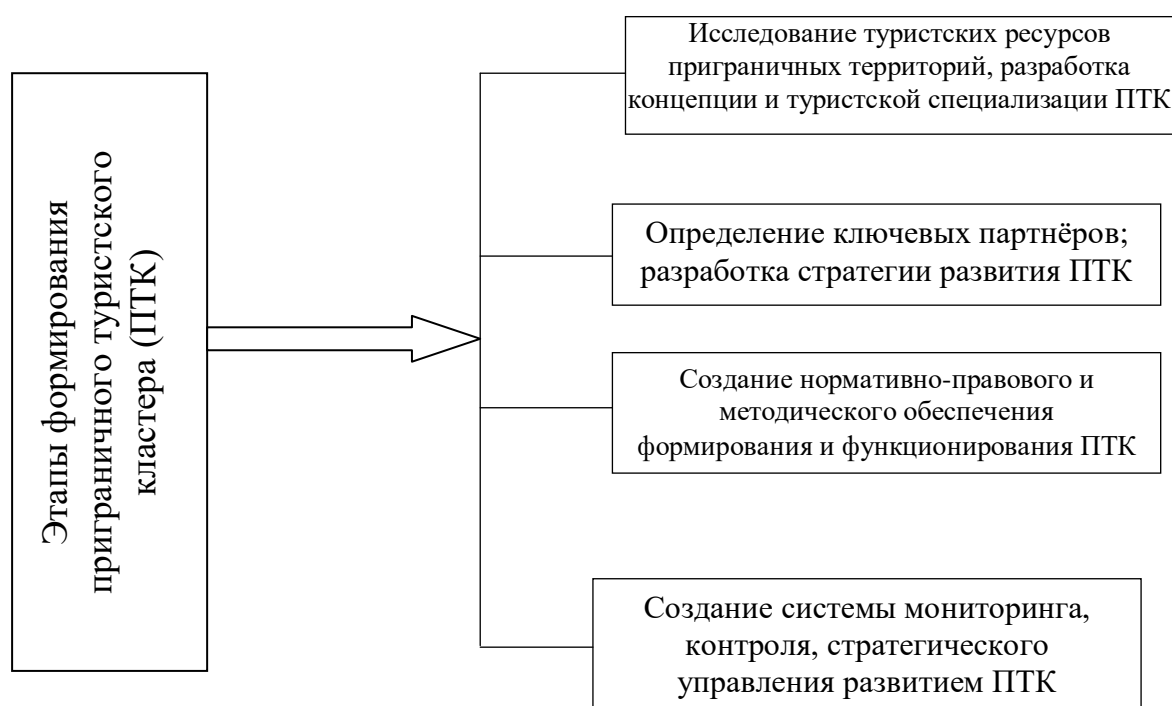 Этапы формирования
приграничного туристского
кластера (ПТК)
Исследование туристских ресурсов
приграничных территорий, разработка
концепции и туристской специализации ПТК
Определение ключевых партнёров;
разработка стратегии развития ПТК
Создание нормативно-правового и
методического обеспечения
формирования и функционирования ПТК
Создание системы мониторинга,
контроля, стратегического
управления развитием ПТК